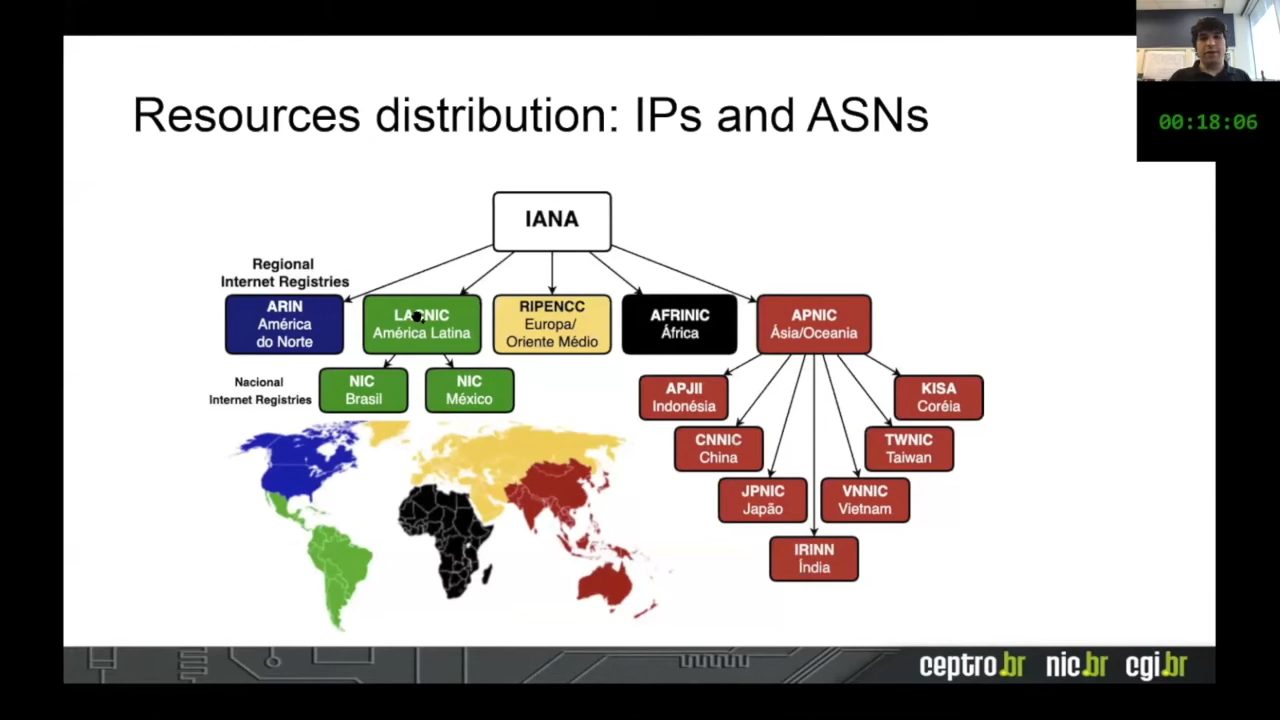 Resources distribution: IPs and ASNs
00:18:06
IANA
Regional
Internet Registries
ARIN
América
do Norte
LACNIC
América Latina
RIPENCC
Europa/
Oriente Médio
AFRINIC
África
APNIC
Ásia/Oceania
Nacional
Internet Registries
NIC
Brasil
NIC
México
APJII
Indonésia
KISA
Coréia
CNNIC
China
TWNIC
Taiwan
JPNIC
Japão
VNNIC
Vietnam
IRINN
Índia
ceptro.br nic.br cgi.br